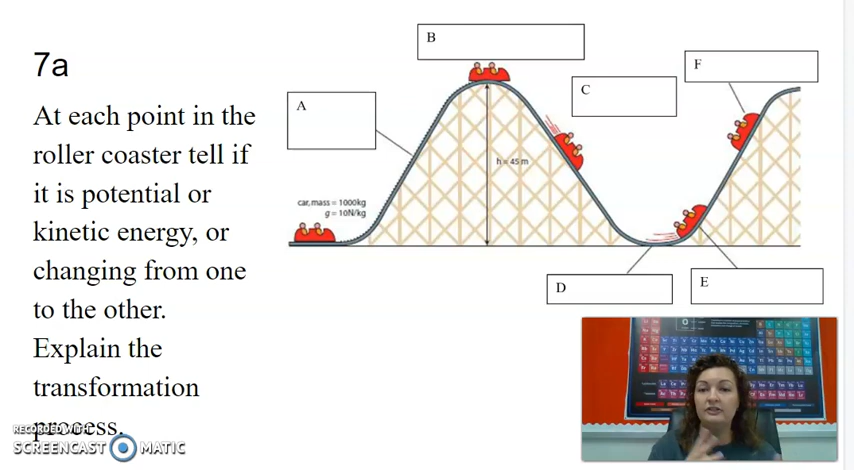 7a
At each point in the
roller coaster tell if
it is potential or
kinetic energy, or
changing from one
to the other.
Explain the
transformation
process.
A
B
C
D
E
F
h = 45 m
car, mass = 1000kg
g = 10N/kg
RECORDED WITH
SCREENCAST MATIC